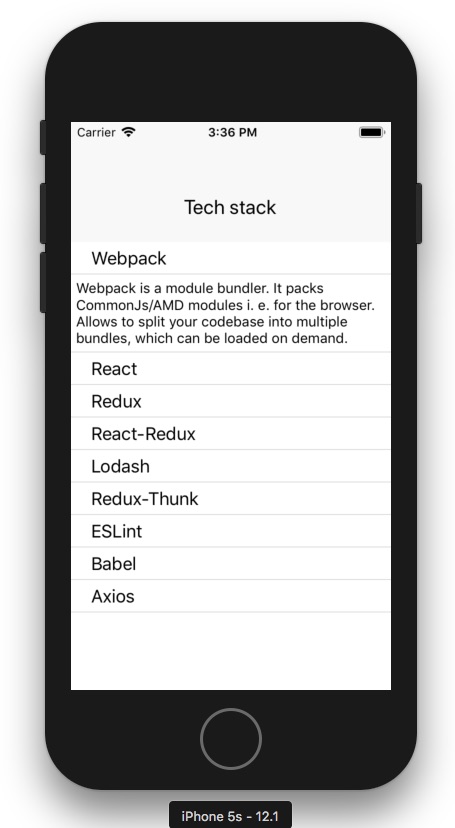 Carrier 3:36 PM
Tech stack
Webpack
Webpack is a module bundler. It packs
CommonJs/AMD modules i. e. for the browser.
Allows to split your codebase into multiple
bundles, which can be loaded on demand.
React
Redux
React-Redux
Lodash
Redux-Thunk
ESLint
Babel
Axios
iPhone 5s - 12.1